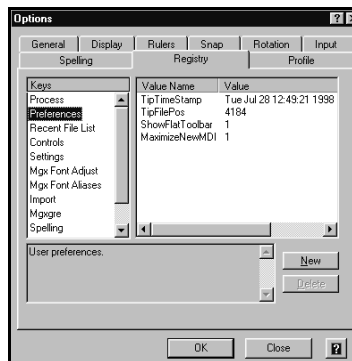 Options
General Display Rulers Snap Rotation Input
Spelling Registry Profile
Keys
Process
Preferences
Recent File List
Controls
Settings
Mgx Font Adjust
Mgx Font Aliases
Import
Mgxgre
Spelling
Value Name Value
TipTimeStamp Tue Jul 28 12:49:21 1998
TipFilePos 4184
ShowFlatToolbar 1
MaximizeNewMDI 1
User preferences.
New
Delete
OK Close